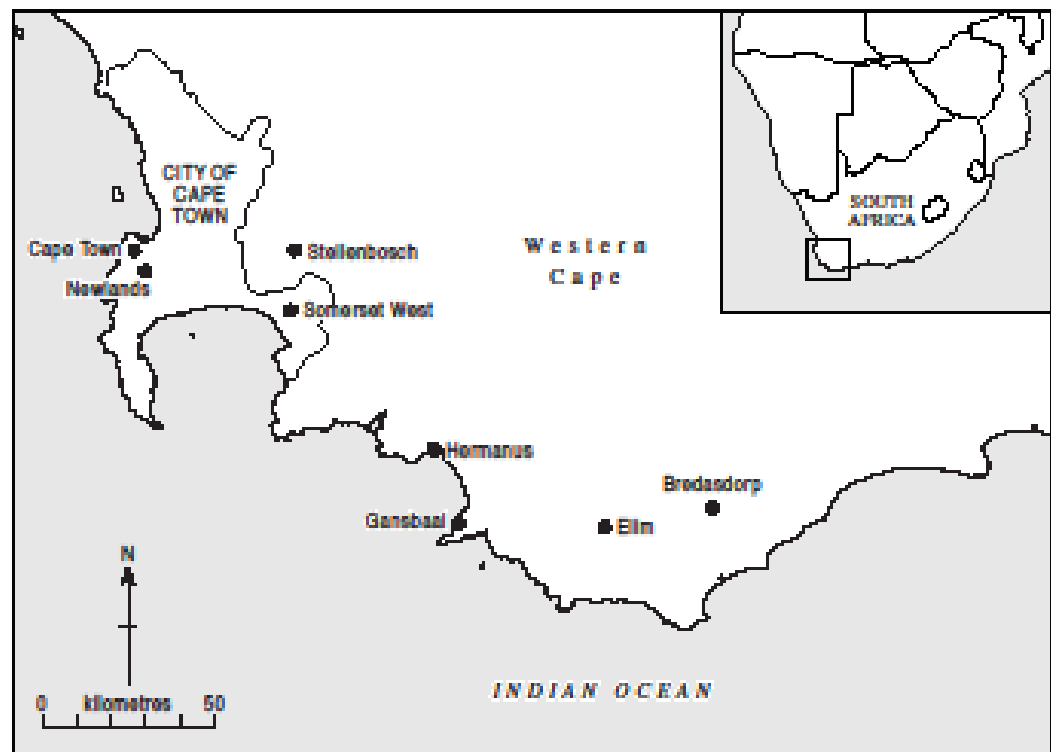 CITY OF
CAPE
TOWN
SOUTH
AFRICA
Cape Town
Stellenbosch
Western
Cape
Newlands
Somerset West
Hermanus
Bredasdorp
Gansbaai
Elim
N
INDIAN OCEAN
0 kilometres 50